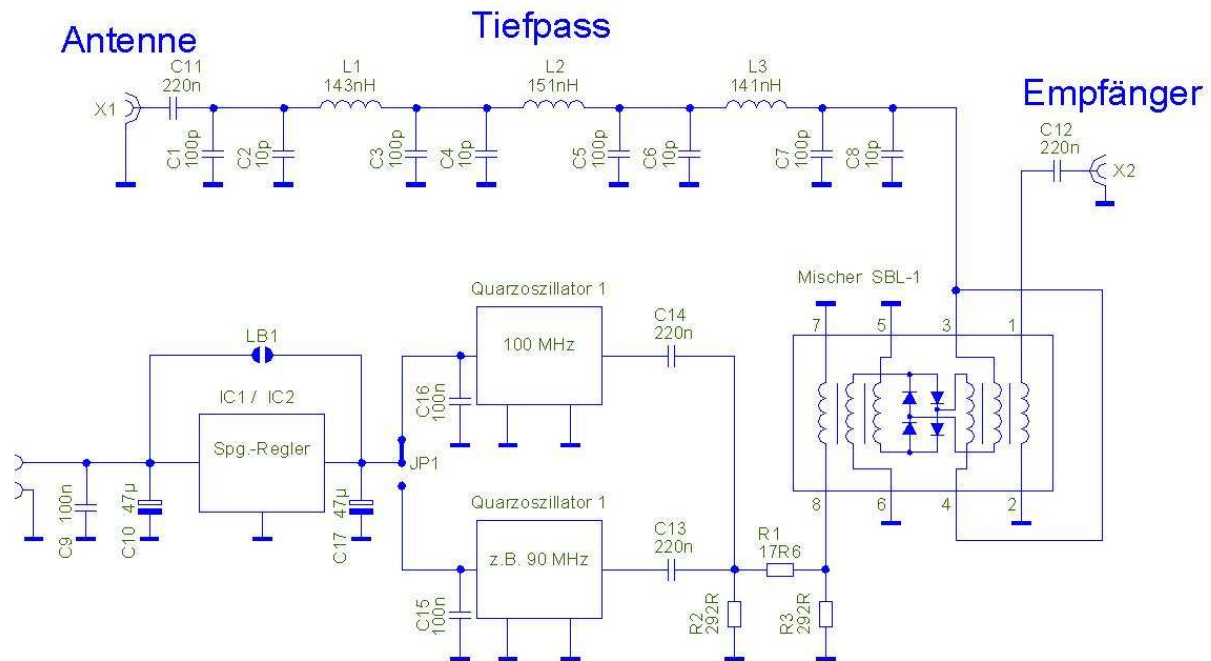 Antenne
Tiefpass
Empfänger
C11
220n
L1
143nH
L2
151nH
L3
141nH
C12
220n
X1
X2
C1
100p
C2
10p
C3
100p
C4
10p
C5
100p
C6
10p
C7
100p
C8
10p
Quarzoszillator 1
100 MHz
C14
220n
Mischer SBL-1
7
5
3
1
LB1
IC1 / IC2
Spg.-Regler
C16
100n
JP1
C9 100n
C10 47µ
C17 47µ
8
6
4
2
Quarzoszillator 1
z.B. 90 MHz
C13
220n
R1
17R6
C15
100n
R2
292R
R3
292R